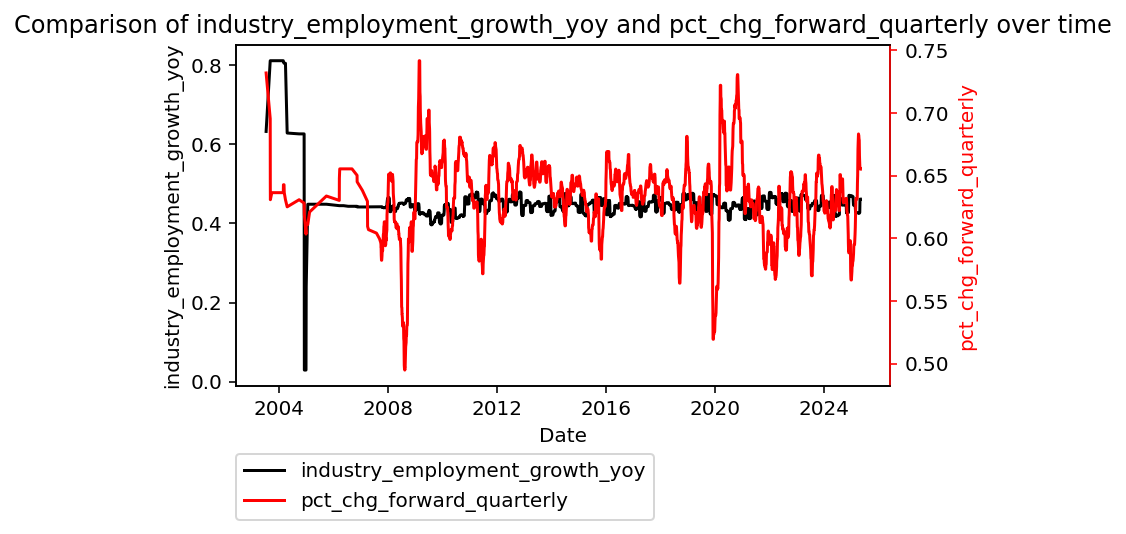 Comparison of industry_employment_growth_yoy and pct_chg_forward_quarterly over time
industry_employment_growth_yoy
0.8
0.6
0.4
0.2
0.0
0.75
0.70
0.65
0.60
0.55
0.50
pct_chg_forward_quarterly
2004 2008 2012 2016 2020 2024
Date
industry_employment_growth_yoy
pct_chg_forward_quarterly